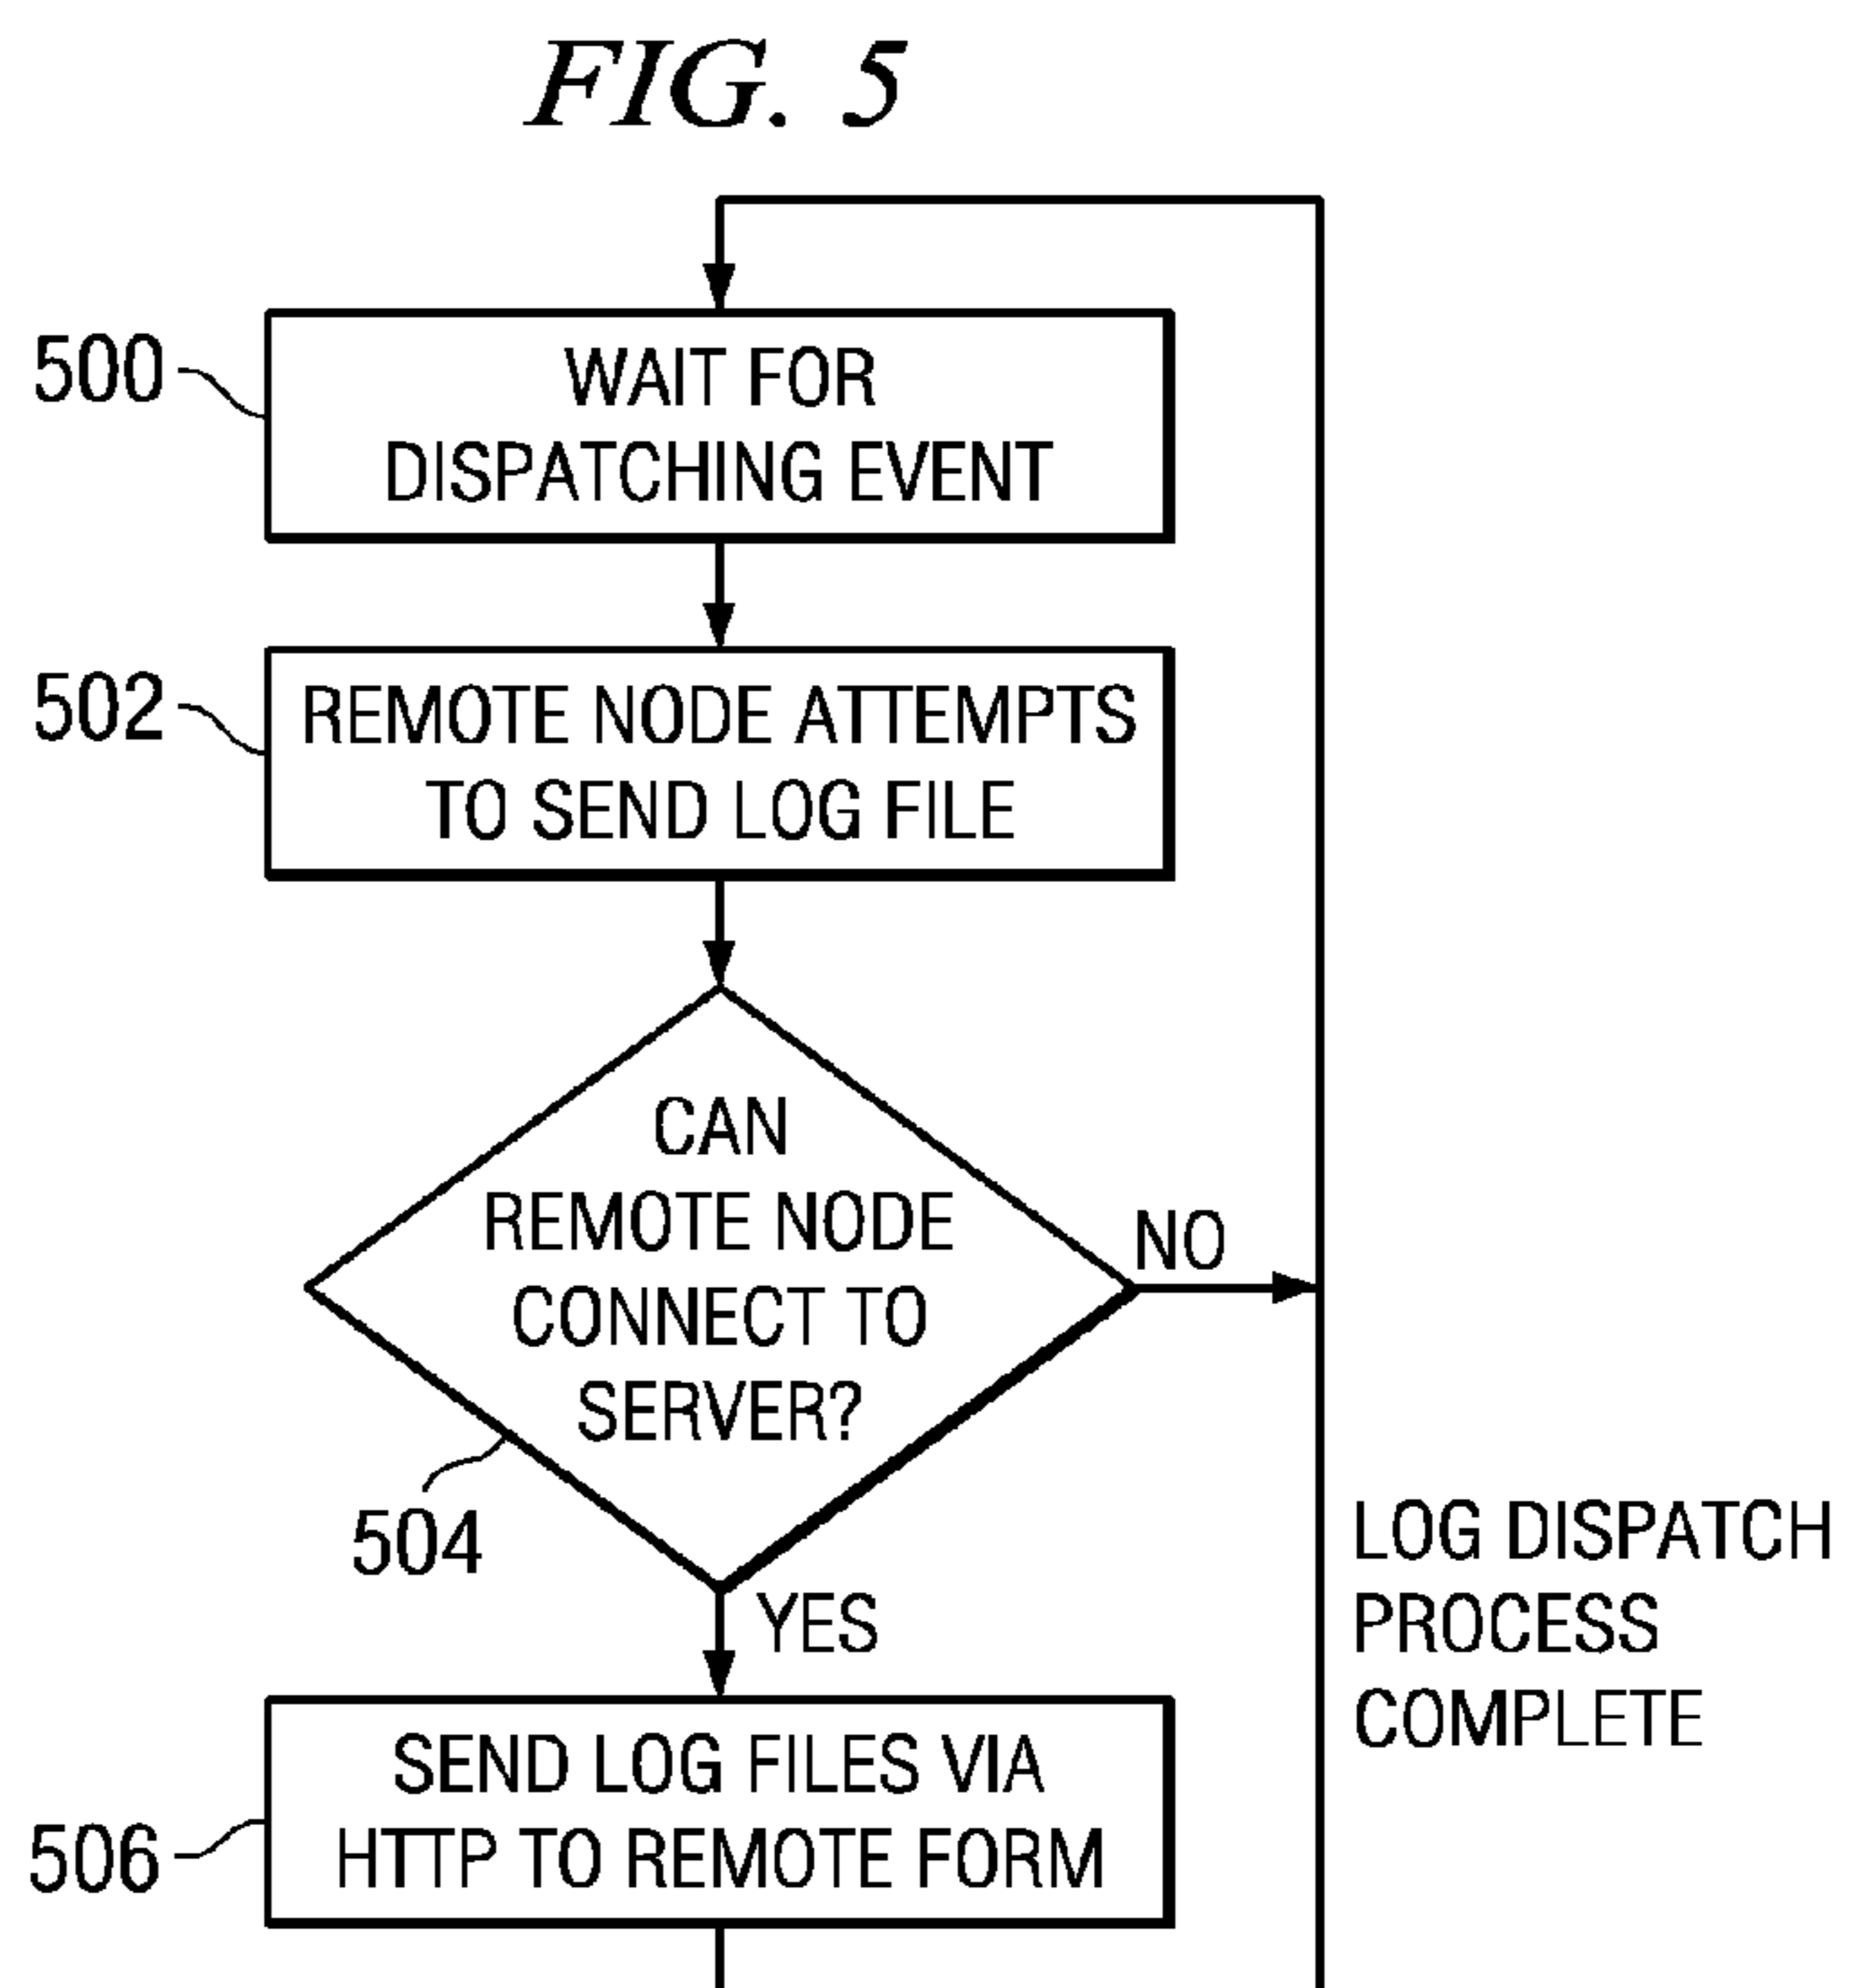 FIG. 5
500
WAIT FOR
DISPATCHING EVENT
502
REMOTE NODE ATTEMPTS
TO SEND LOG FILE
CAN
REMOTE NODE
CONNECT TO
SERVER?
NO
504
YES
LOG DISPATCH
PROCESS
COMPLETE
506
SEND LOG FILES VIA
HTTP TO REMOTE FORM